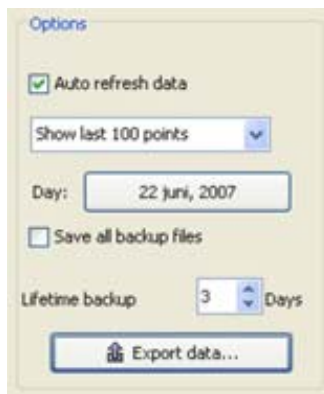 Options
Auto refresh data
Show last 100 points
Day: 22 juni, 2007
Save all backup files
Lifetime backup 3 Days
Export data...